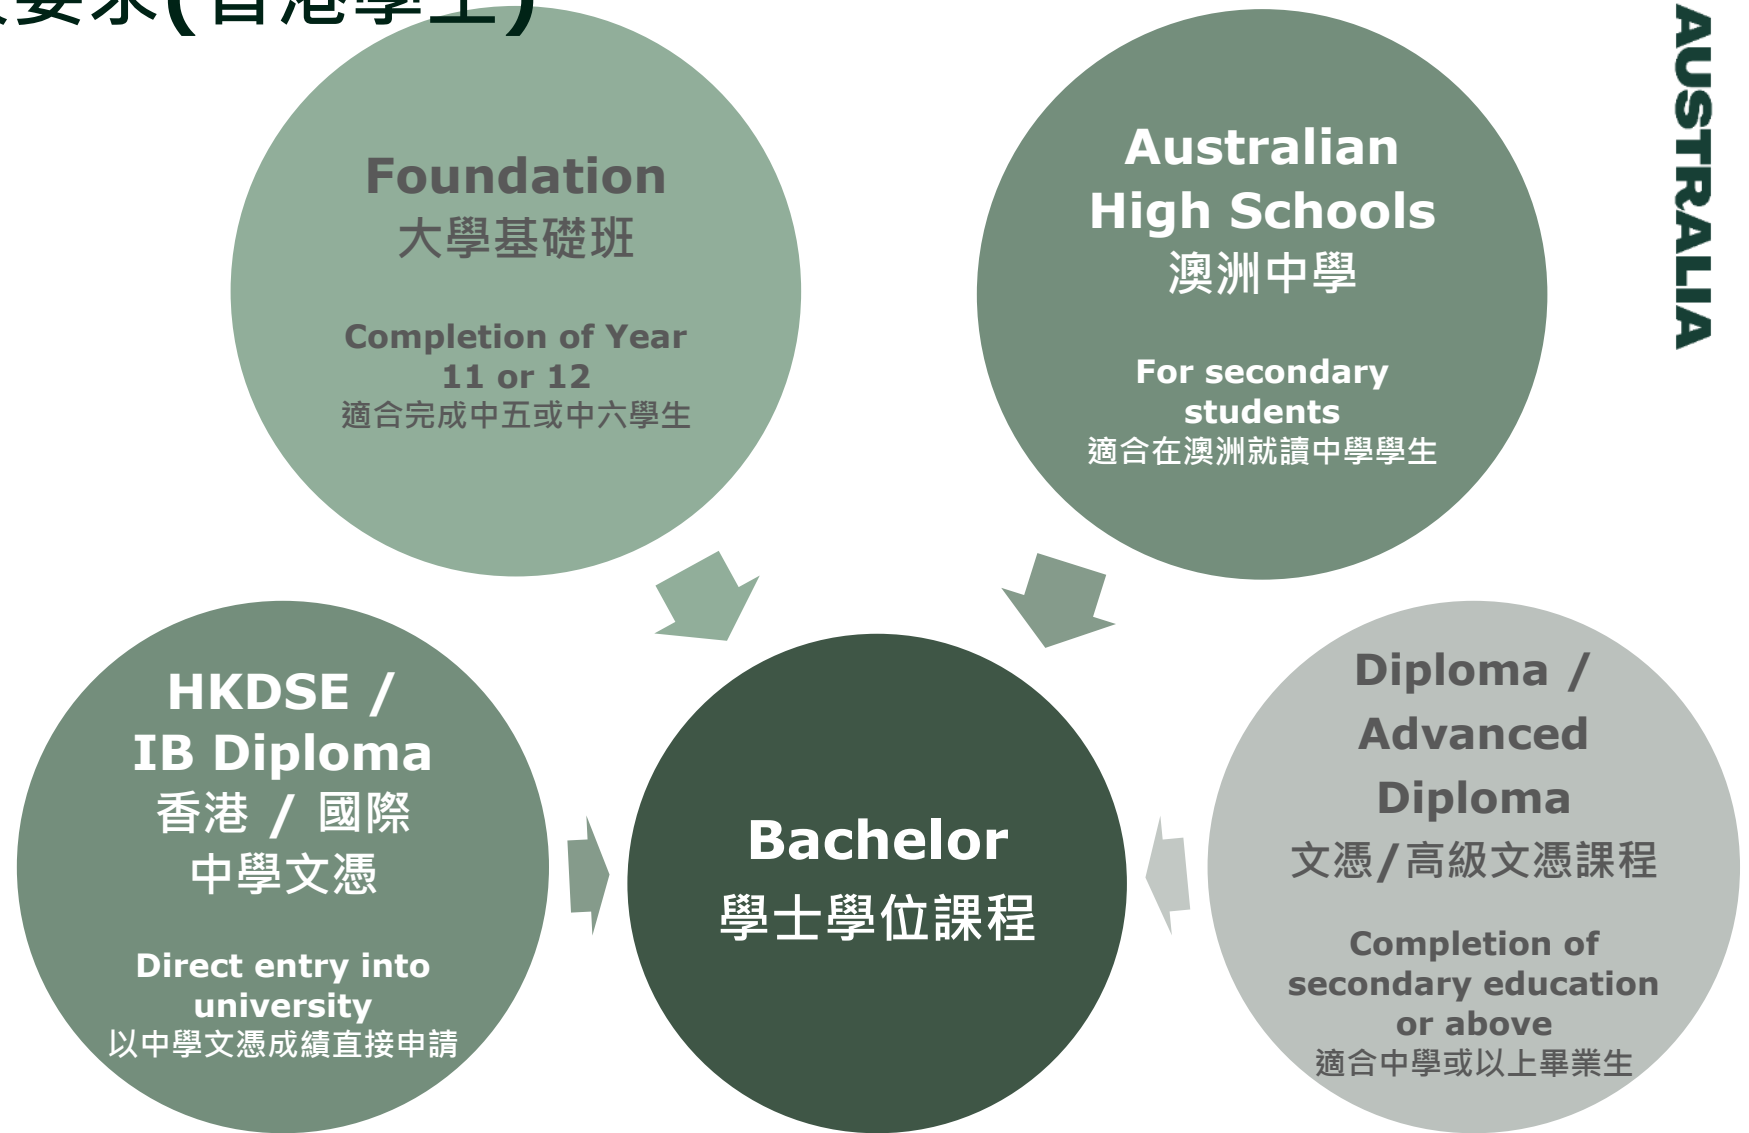 要求(香港學生)
AUSTRALIA
Foundation
大學基礎班
Completion of Year
11 or 12
適合完成中五或中六學生
Australian
High Schools
澳洲中學
For secondary
students
適合在澳洲就讀中學學生
HKDSE /
IB Diploma
香港 / 國際
中學文憑
Direct entry into
university
以中學文憑成績直接申請
Bachelor
學士學位課程
Diploma /
Advanced
Diploma
文憑/高級文憑課程
Completion of
secondary education
or above
適合中學或以上畢業生